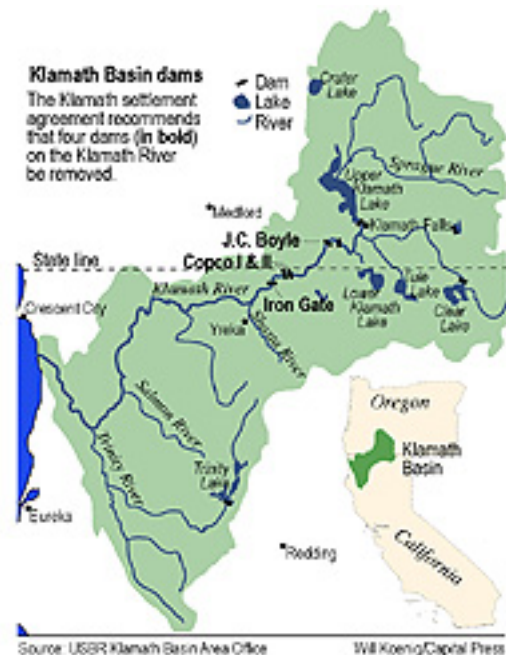 Klamath Basin dams
The Klamath settlement
agreement recommends
that four dams (in bold)
on the Klamath River
be removed.
Dam
Lake
River
Crater
Lake
Sprague River
Upper
Klamath
Lake
Medford
Klamath Falls
J.C. Boyle
State line
Copco I & II
Klamath River
Iron Gate
Lower
Klamath
Lake
Tule
Lake
Clear
Lake
Crescent City
Yreka
Shasta River
Salmon River
Trinity River
Trinity
Lake
Eureka
Redding
Oregon
Klamath
Basin
California
Source: USBR Klamath Basin Area Office
Will Koenig/Capital Press